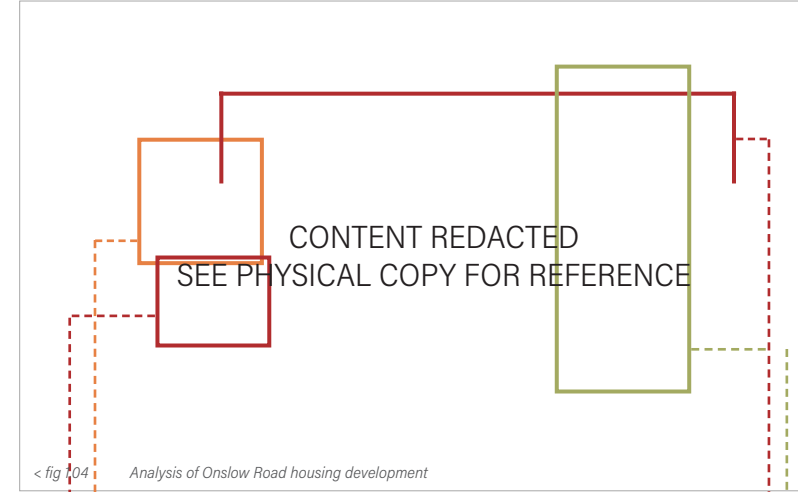 CONTENT REDACTED
SEE PHYSICAL COPY FOR REFERENCE
< fig 104 Analysis of Onslow Road housing development